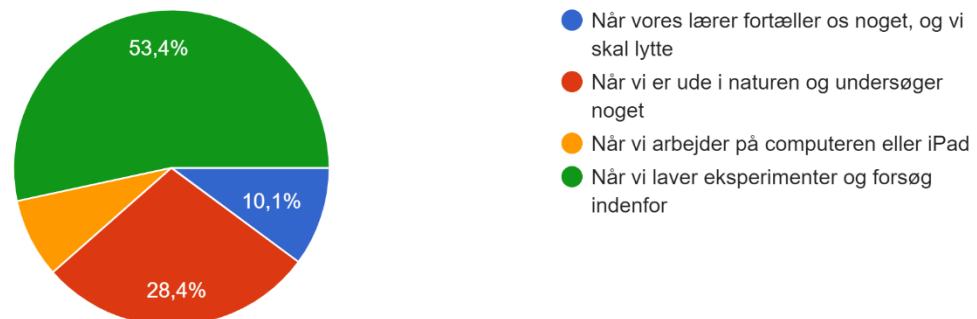 53,4%
10,1%
28,4%
Når vores lærer fortæller os noget, og vi
skal lytte
Når vi er ude i naturen og undersøger
noget
Når vi arbejder på computeren eller iPad
Når vi laver eksperimenter og forsøg
indenfor